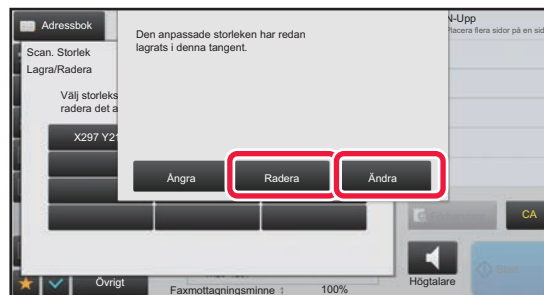 Adressbok
N-Upp
Placera flera sidor på en sid
Scan. Storlek
Lagra/Radera
Välj storleks
radera det a
X297 Y21
Den anpassade storleken har redan
lagrats i denna tangent.
Ångra
Radera
Ändra
CA
Start
Övrigt
Faxmottagningsminne : 100%
Högtalare